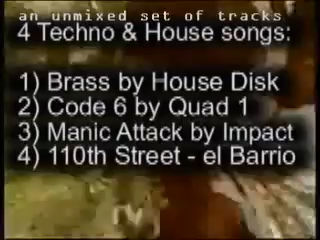 an unmixed set of tracks
4 Techno & House songs:
1) Brass by House Disk
2) Code 6 by Quad 1
3) Manic Attack by Impact
4) 110th Street - el Barrio